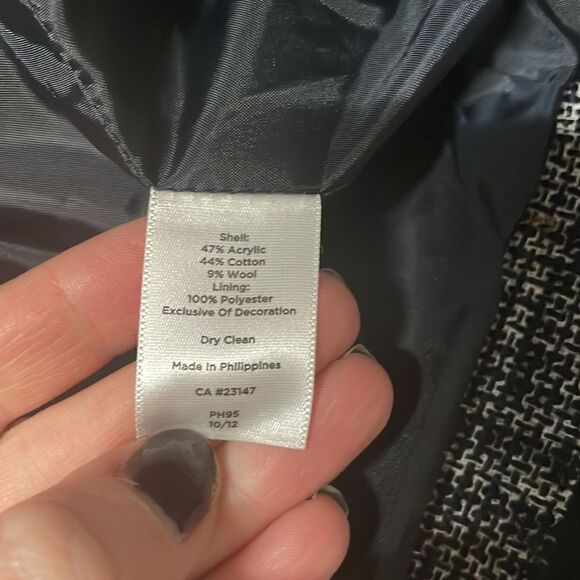 Shell:
47% Acrylic
44% Cotton
9% Wool
Lining:
100% Polyester
Exclusive Of Decoration
Dry Clean
Made in Philippines
CA #23147
PH95
10/12